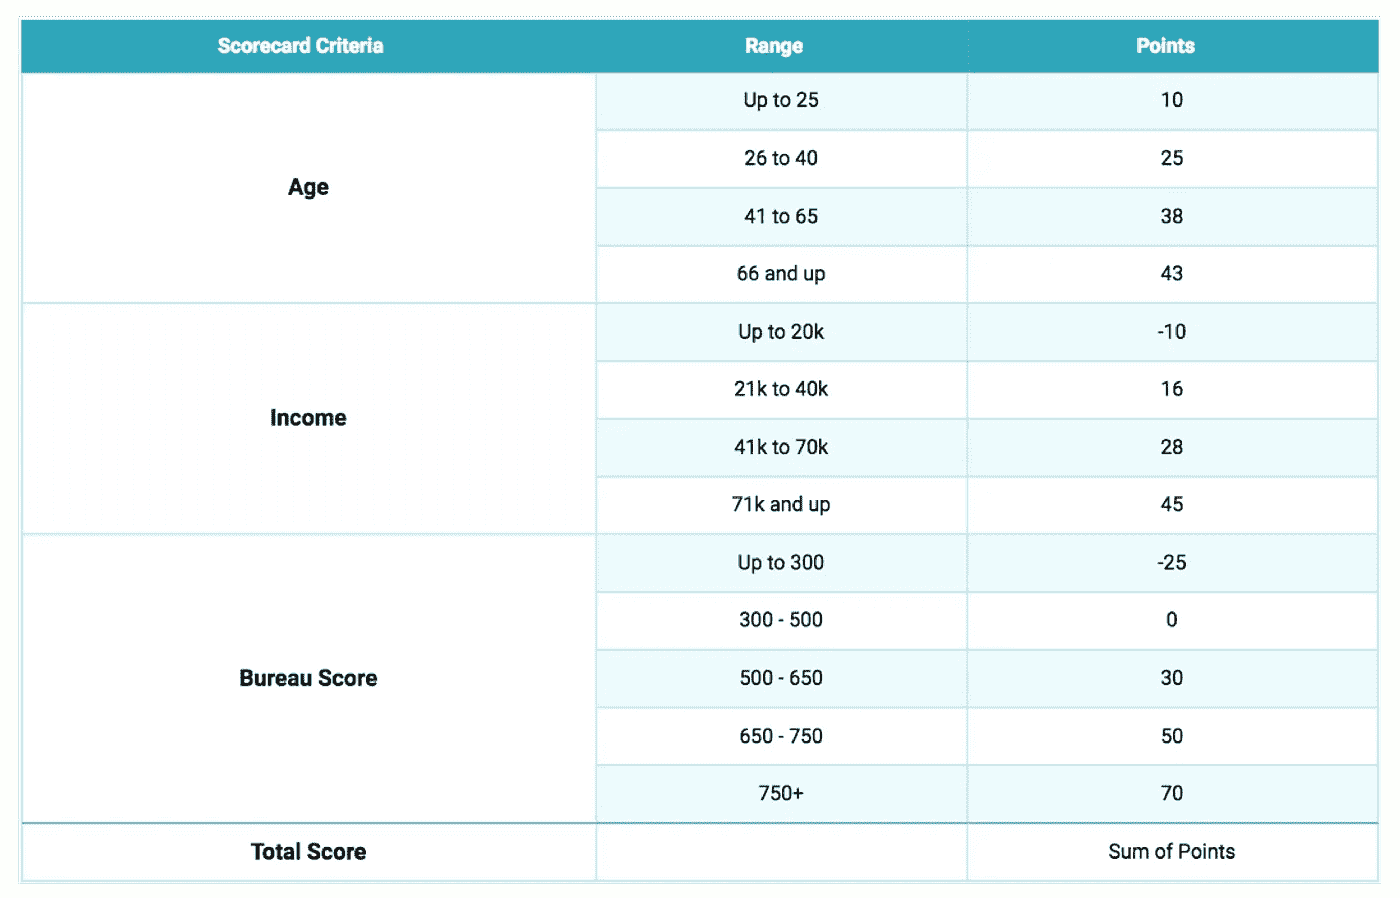 Scorecard Criteria Range Points
Age
Up to 25 10
26 to 40 25
41 to 65 38
66 and up 43
Income
Up to 20k -10
21k to 40k 16
41k to 70k 28
71k and up 45
Bureau Score
Up to 300 -25
300 - 500 0
500 - 650 30
650 - 750 50
750+ 70
Total Score Sum of Points